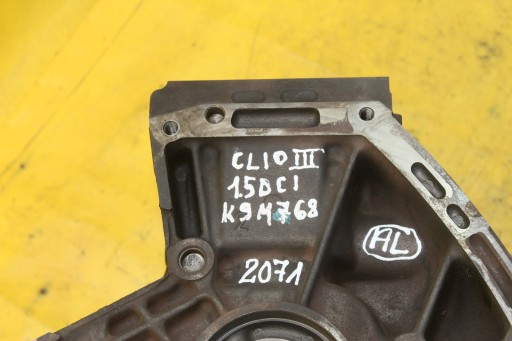 CLIO III
1.5DCI
K9M768
AL
2071